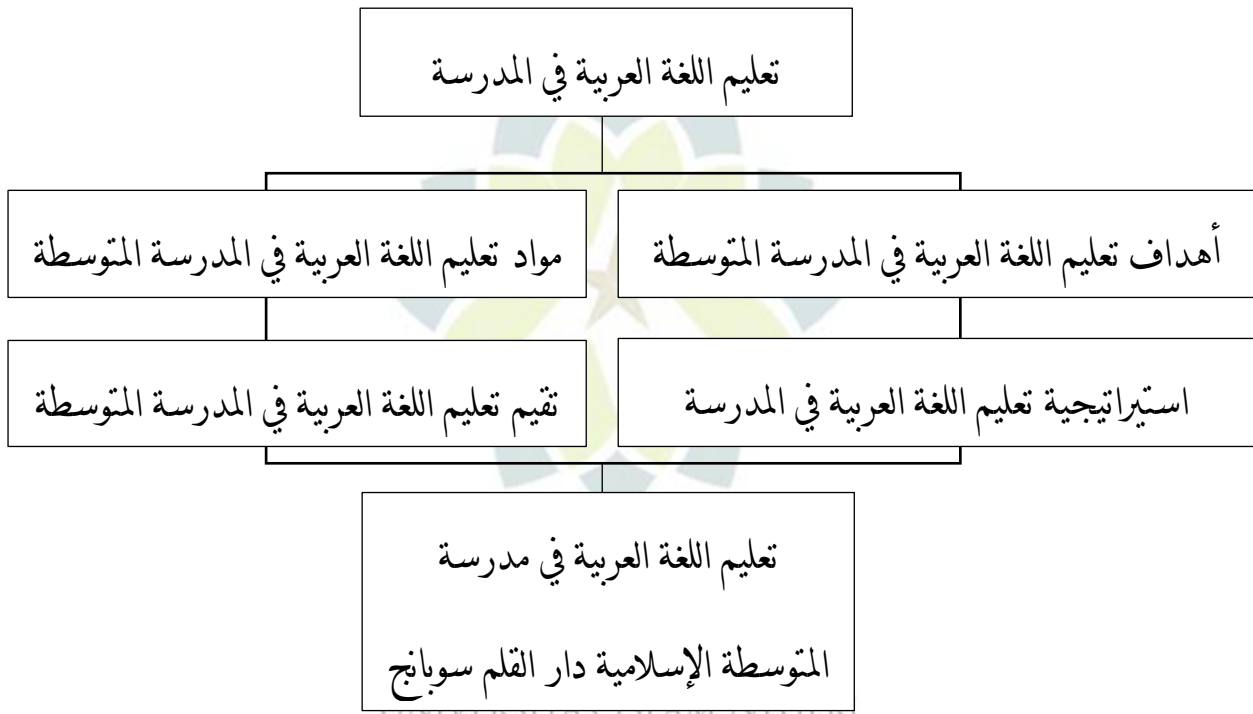 تعليم اللغة العربية في المدرسة
أهداف تعليم اللغة العربية في المدرسة المتوسطة
مواد تعليم اللغة العربية في المدرسة المتوسطة
استيراتيجية تعليم اللغة العربية في المدرسة
تقيم تعليم اللغة العربية في المدرسة المتوسطة
تعليم اللغة العربية في مدرسة
المتوسطة الإسلامية دار القلم سوبانج